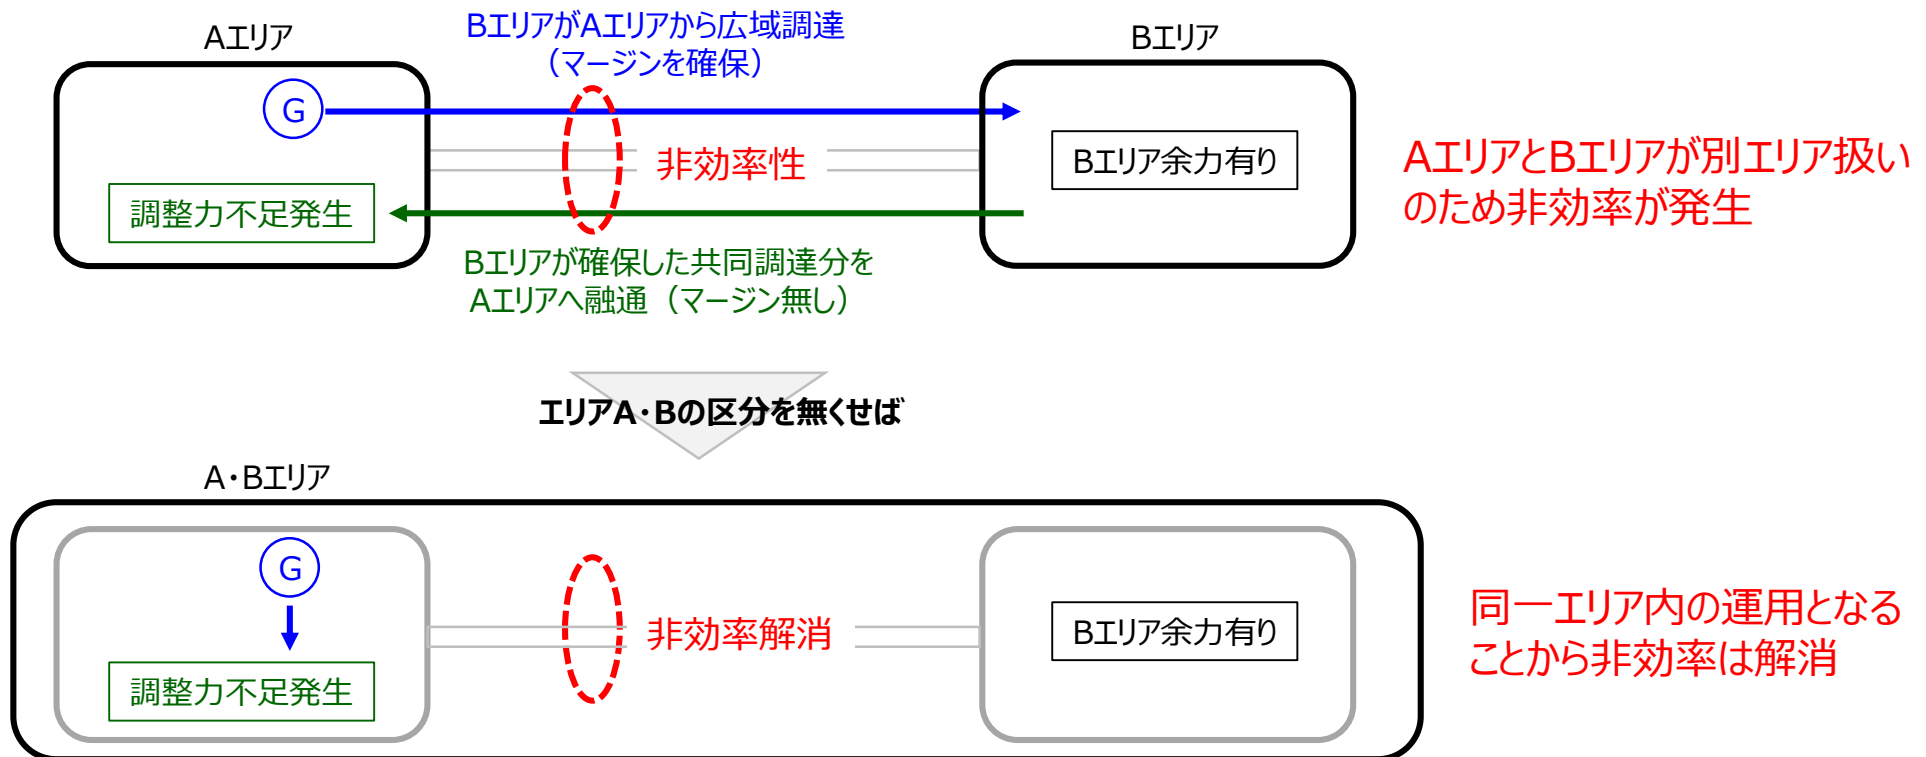 Aエリア
BエリアがAエリアから広域調達
（マージンを確保）
Bエリア
G
非効率性
Bエリア余力有り
調整力不足発生
AエリアとBエリアが別エリア扱い
のため非効率が発生
Bエリアが確保した共同調達分を
Aエリアへ融通（マージン無し）
エリアA・Bの区分を無くせば
A・Bエリア
G
非効率解消
Bエリア余力有り
調整力不足発生
同一エリア内の運用となる
ことから非効率は解消